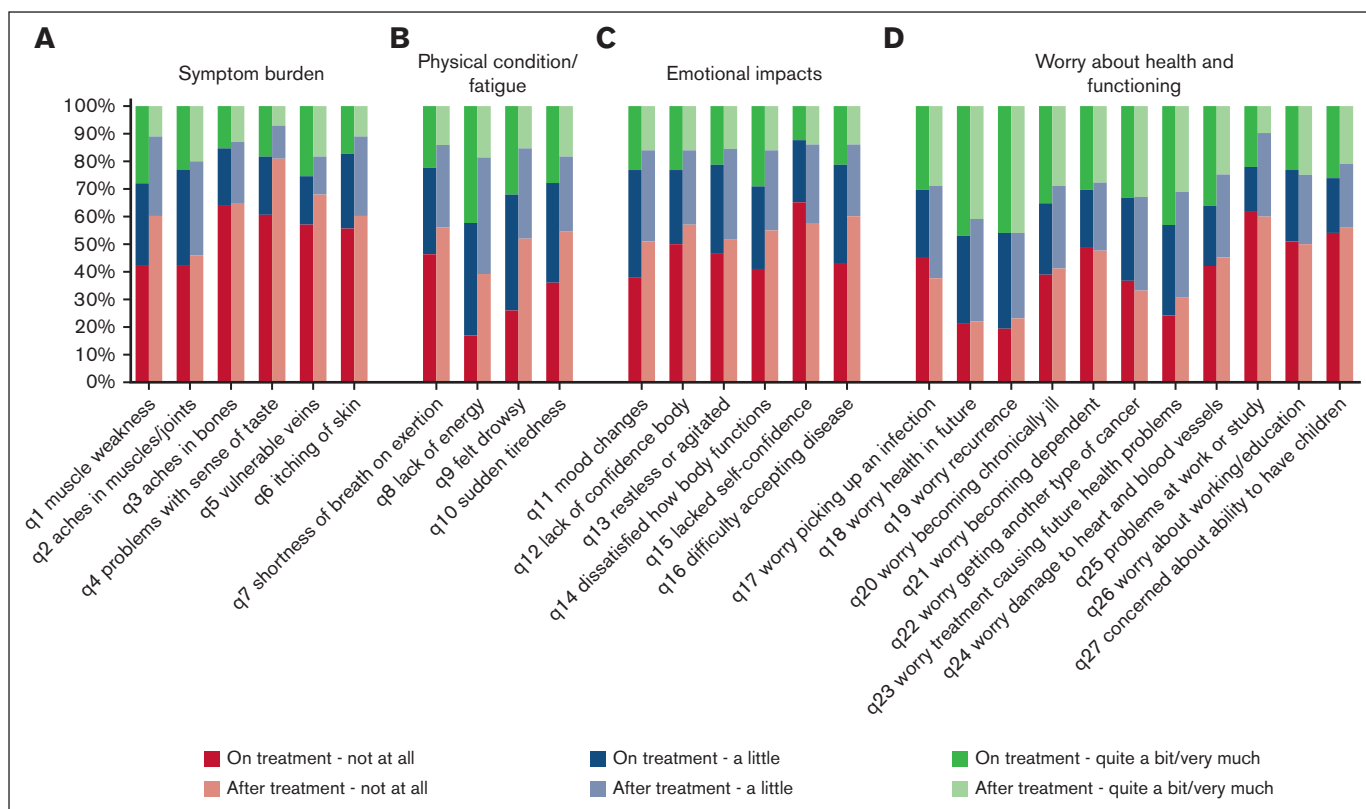 A
B
C
D
Symptom burden
Physical condition/
fatigue
Emotional impacts
Worry about health and
functioning
100%
90%
80%
70%
60%
50%
40%
30%
20%
10%
0%
q1 muscle weakness
q2 aches in muscles/joints
q3 aches in bones
q4 problems with sense of taste
q5 vulnerable veins
q6 itching of skin
q7 shortness of breath on exertion
q8 lack of energy
q9 felt drowsy
q10 sudden tiredness
q11 mood changes
q12 lack of confidence body
q13 restless or agitated
q14 dissatisfied how body functions
q15 lacked self-confidence
q16 difficulty accepting disease
q17 worry picking up an infection
q18 worry health in future
q19 worry recurrence
q20 worry becoming chronically ill
q21 worry becoming dependent
q22 worry getting another type of cancer
q23 worry treatment causing future health problems
q24 worry damage to heart and blood vessels
q25 problems at work or study
q26 worry about working/education
q27 concerned about ability to have children
On treatment - not at all
On treatment - a little
On treatment - quite a bit/very much
After treatment - not at all
After treatment - a little
After treatment - quite a bit/very much